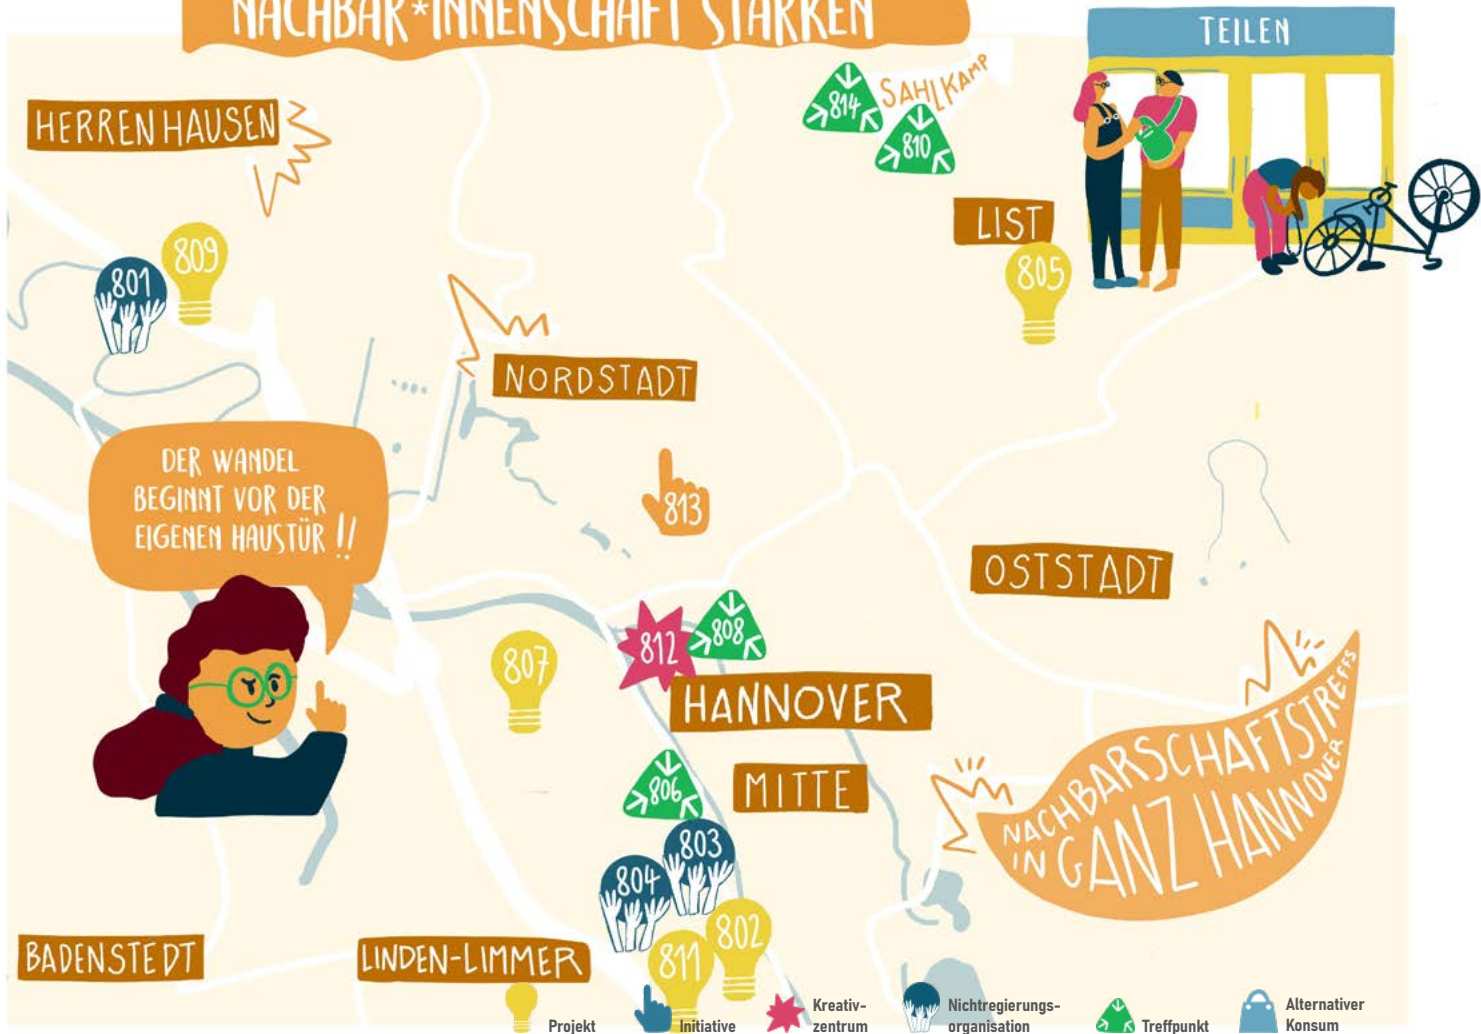 NACHBAR*INNENSCHAFT STÄRKEN
TEILEN
HERRENHAUSEN
814
SAHLKAMP
810
LIST
805
809
801
NORDSTADT
DER WANDEL
BEGINNT VOR DER
EIGENEN HAUSTÜR !!
813
OSTSTADT
812
808
807
HANNOVER
MITTE
806
803
804
802
811
NACHBARSCHAFTSTREFFS
IN GANZ HANNOVER
BADENSTEDT
LINDEN-LIMMER
Projekt
Initiative
Kreativ-
zentrum
Nichtregierungs-
organisation
Treffpunkt
Alternativer
Konsum